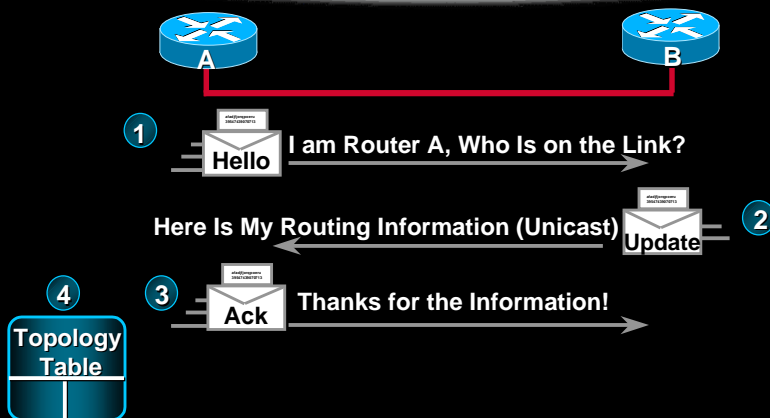 A
B
1
Hello
I am Router A, Who Is on the Link?
Here Is My Routing Information (Unicast)
Update
2
4
3
Ack
Thanks for the Information!
Topology
Table